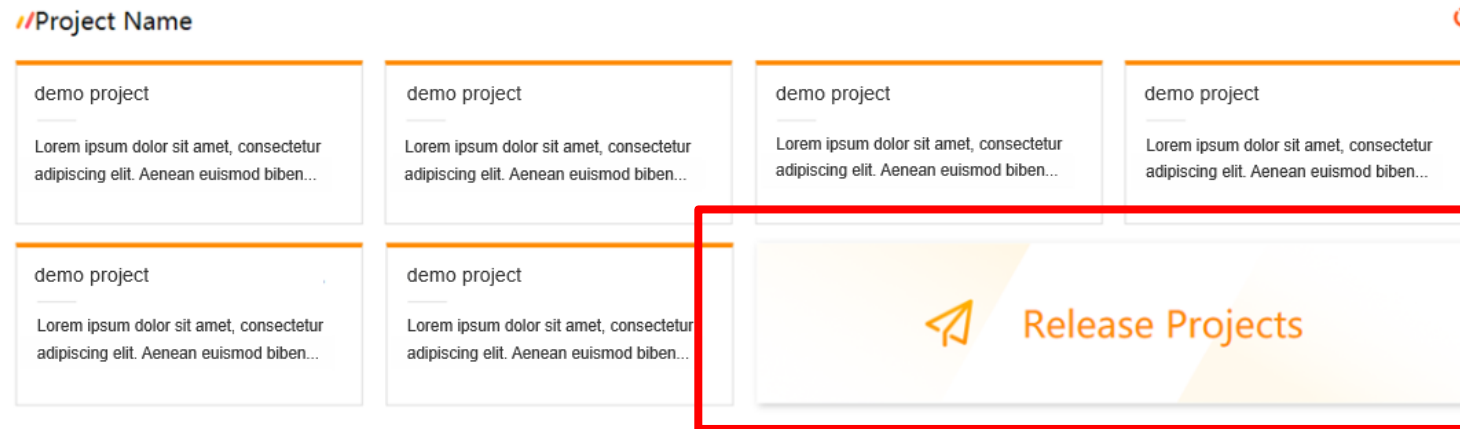 Project Name
demo project
Lorem ipsum dolor sit amet, consectetur
adipiscing elit. Aenean euismod biben...
demo project
Lorem ipsum dolor sit amet, consectetur
adipiscing elit. Aenean euismod biben...
demo project
Lorem ipsum dolor sit amet, consectetur
adipiscing elit. Aenean euismod biben...
demo project
Lorem ipsum dolor sit amet, consectetur
adipiscing elit. Aenean euismod biben...
demo project
Lorem ipsum dolor sit amet, consectetur
adipiscing elit. Aenean euismod biben...
demo project
Lorem ipsum dolor sit amet, consectetur
adipiscing elit. Aenean euismod biben...
Release Projects